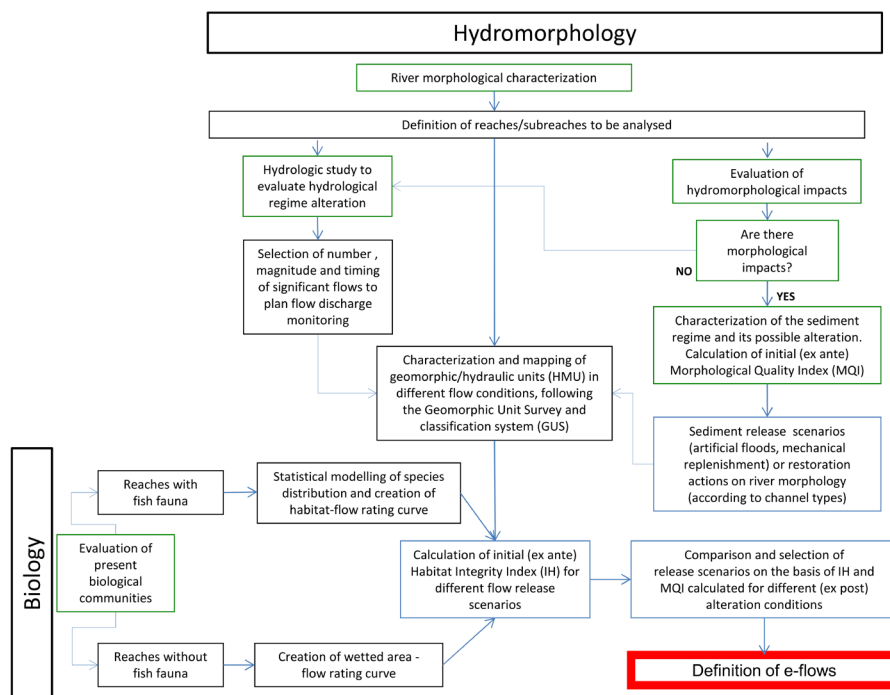 Hydromorphology
River morphological characterization
Definition of reaches/subreaches to be analysed
Hydrologic study to
evaluate hydrological
regime alteration
Evaluation of
hydromorphological impacts
Are there
morphological
impacts?
NO
YES
Selection of number ,
magnitude and timing
of significant flows to
plan flow discharge
monitoring
Characterization of the sediment
regime and its possible alteration.
Calculation of initial (ex ante)
Morphological Quality Index (MQI)
Characterization and mapping of
geomorphic/hydraulic units (HMU) in
different flow conditions, following
the Geomorphic Unit Survey and
classification system (GUS)
Sediment release scenarios
(artificial floods, mechanical
replenishment) or restoration
actions on river morphology
(according to channel types)
Biology
Reaches with
fish fauna
Statistical modelling of species
distribution and creation of
habitat-flow rating curve
Evaluation of
present
biological
communities
Calculation of initial (ex ante)
Habitat Integrity Index (IH) for
different flow release
scenarios
Comparison and selection of
release scenarios on the basis of IH and
MQI calculated for different (ex post)
alteration conditions
Reaches without
fish fauna
Creation of wetted area -
flow rating curve
Definition of e-flows